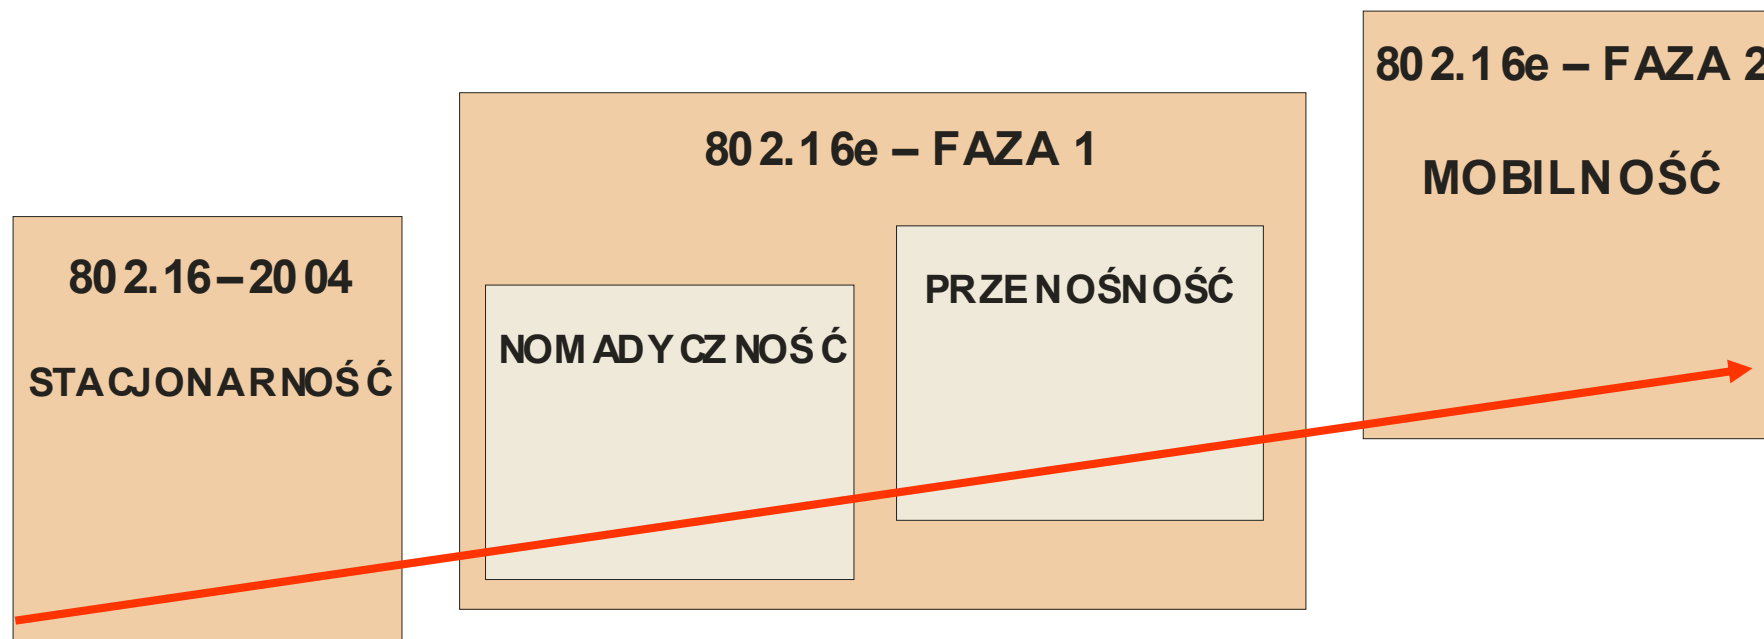 802.16–2004
STACJONARNOŚĆ
802.16e – FAZA 1
NOMADYCZNOŚĆ
PRZENOŚNOŚĆ
802.16e – FAZA 2
MOBILNOŚĆ